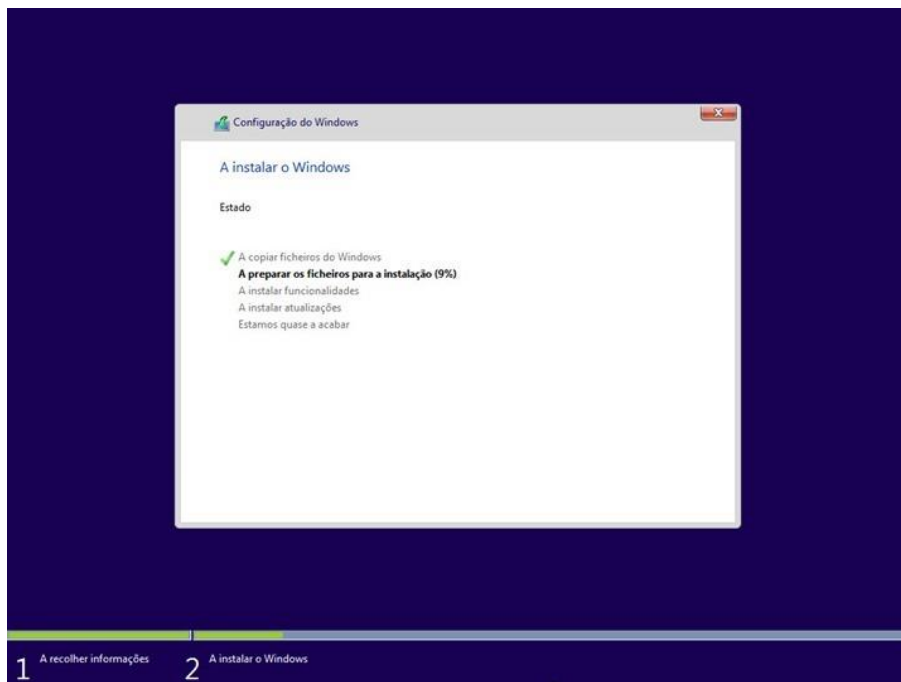 Configuração do Windows
A instalar o Windows
Estado
A copiar ficheiros do Windows
A preparar os ficheiros para a instalação (9%)
A instalar funcionalidades
A instalar atualizações
Estamos quase a acabar
1 A recolher informações
2 A instalar o Windows